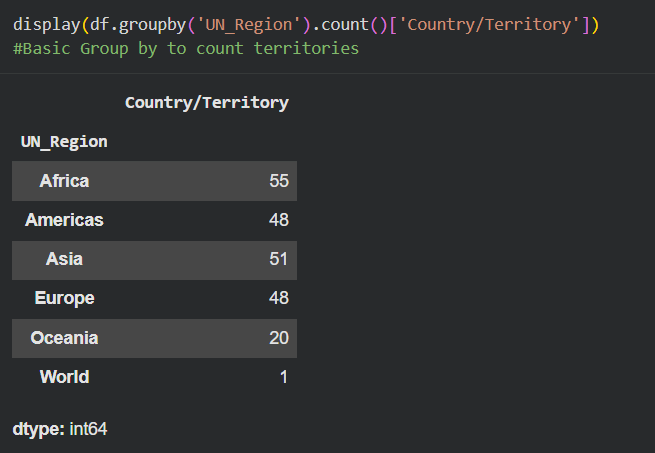 display(df.groupby('UN_Region').count()['Country/Territory'])
#Basic Group by to count territories
Country/Territory
UN_Region
Africa 55
Americas 48
Asia 51
Europe 48
Oceania 20
World 1
dtype: int64